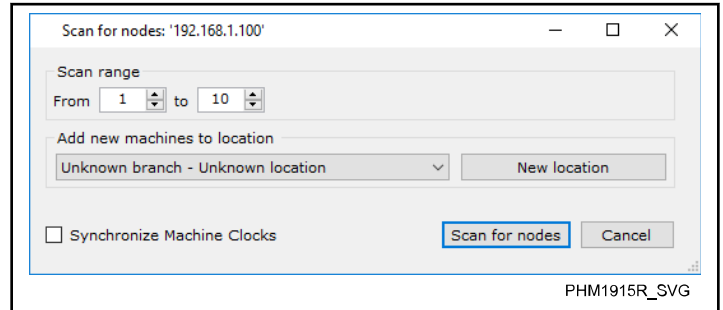 Scan for nodes: '192.168.1.100'
Scan range
From 1 to 10
Add new machines to location
Unknown branch - Unknown location New location
Synchronize Machine Clocks Scan for nodes Cancel
PHM1915R_SVG